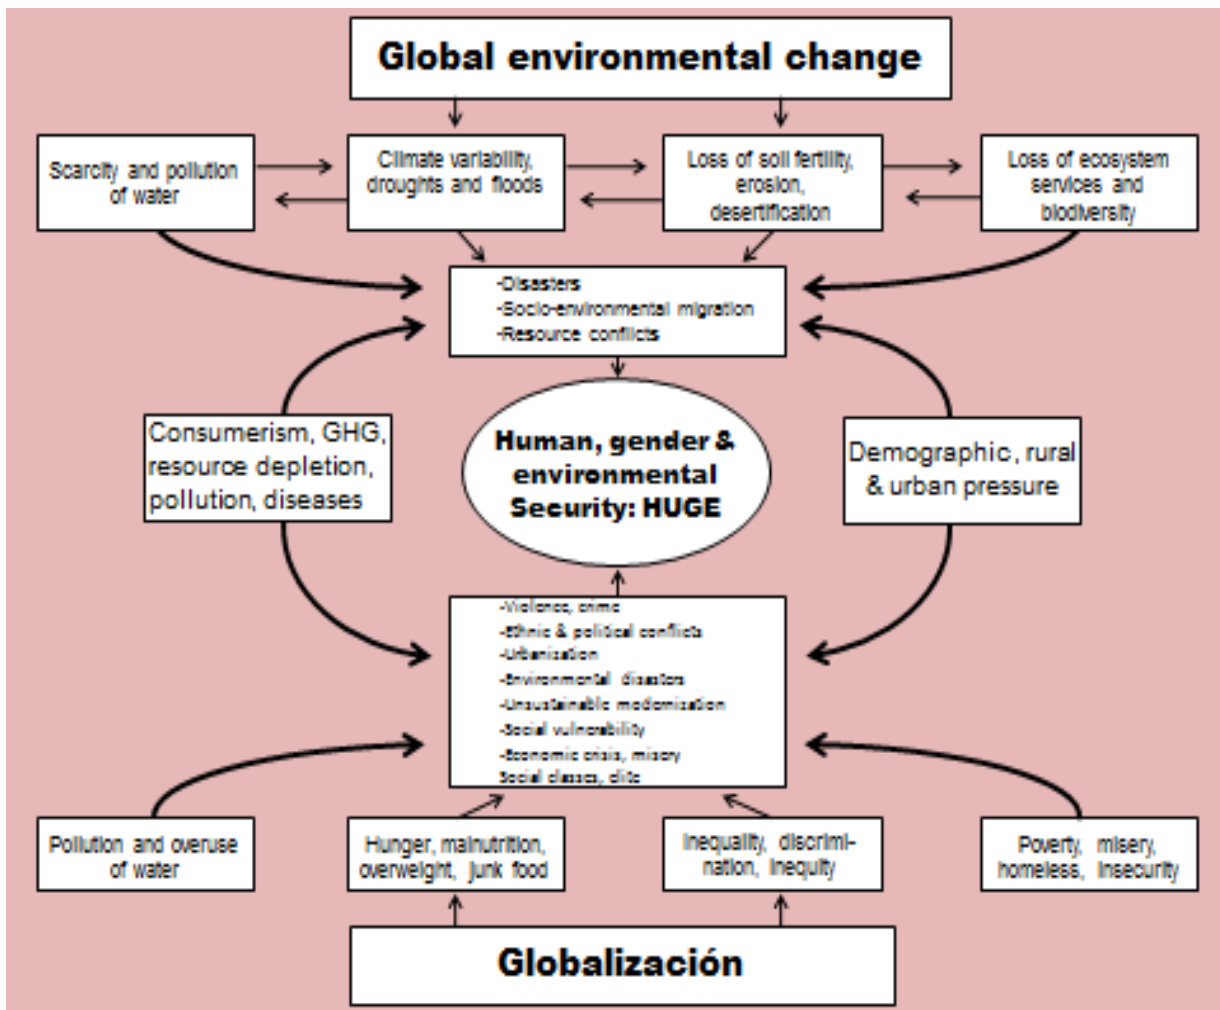 Global environmental change
Scarcity and pollution
of water
Climate variability,
droughts and floods
Loss of soil fertility,
erosion,
desertification
Loss of ecosystem
services and
biodiversity
-Disasters
-Socio-environmental migration
-Resource conflicts
Consumerism, GHG,
resource depletion,
pollution, diseases
Human, gender &
environmental
Security: HUGE
Demographic, rural
& urban pressure
-Violence, crime
-Ethnic & political conflicts
-Urbanization
-Environmental disasters
-Unsustainable modernization
-Social vulnerability
-Economic crisis, misery
Social classes, elite
Pollution and overuse
of water
Hunger, malnutrition,
overweight, junk food
Inequality, discrimi-
nation, inequity
Poverty, misery,
homeless, insecurity
Globalización